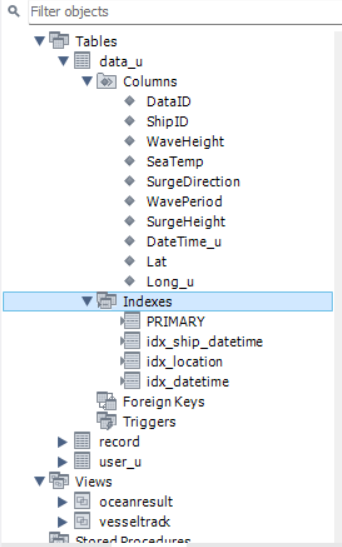 Filter objects
Tables
data_u
Columns
DataID
ShipID
WaveHeight
SeaTemp
SurgeDirection
WavePeriod
SurgeHeight
DateTime_u
Lat
Long_u
Indexes
PRIMARY
idx_ship_datetime
idx_location
idx_datetime
Foreign Keys
Triggers
record
user_u
Views
oceanresult
vesseltrack
Stored Procedures